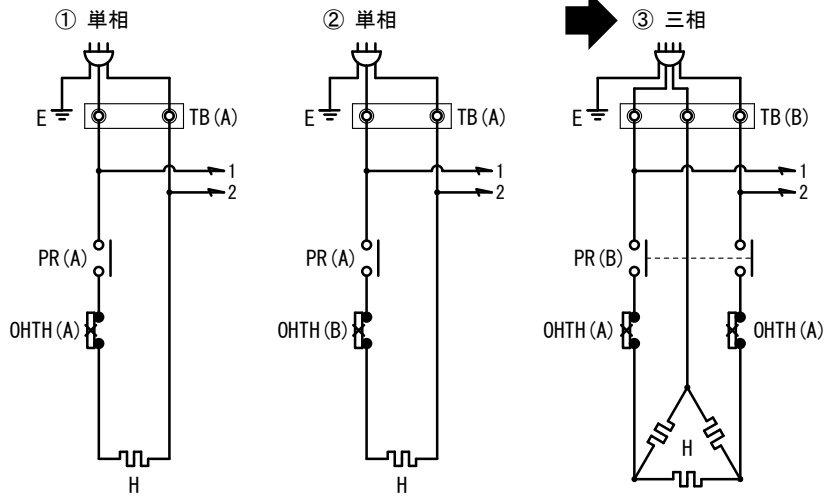 ① 単相
② 単相
③ 三相
E TB(A)
E TB(A)
E TB(B)
1
2
1
2
1
2
PR(A)
PR(A)
PR(B)
OHTH(A)
OHTH(B)
OHTH(A) OHTH(A)
H
H
H